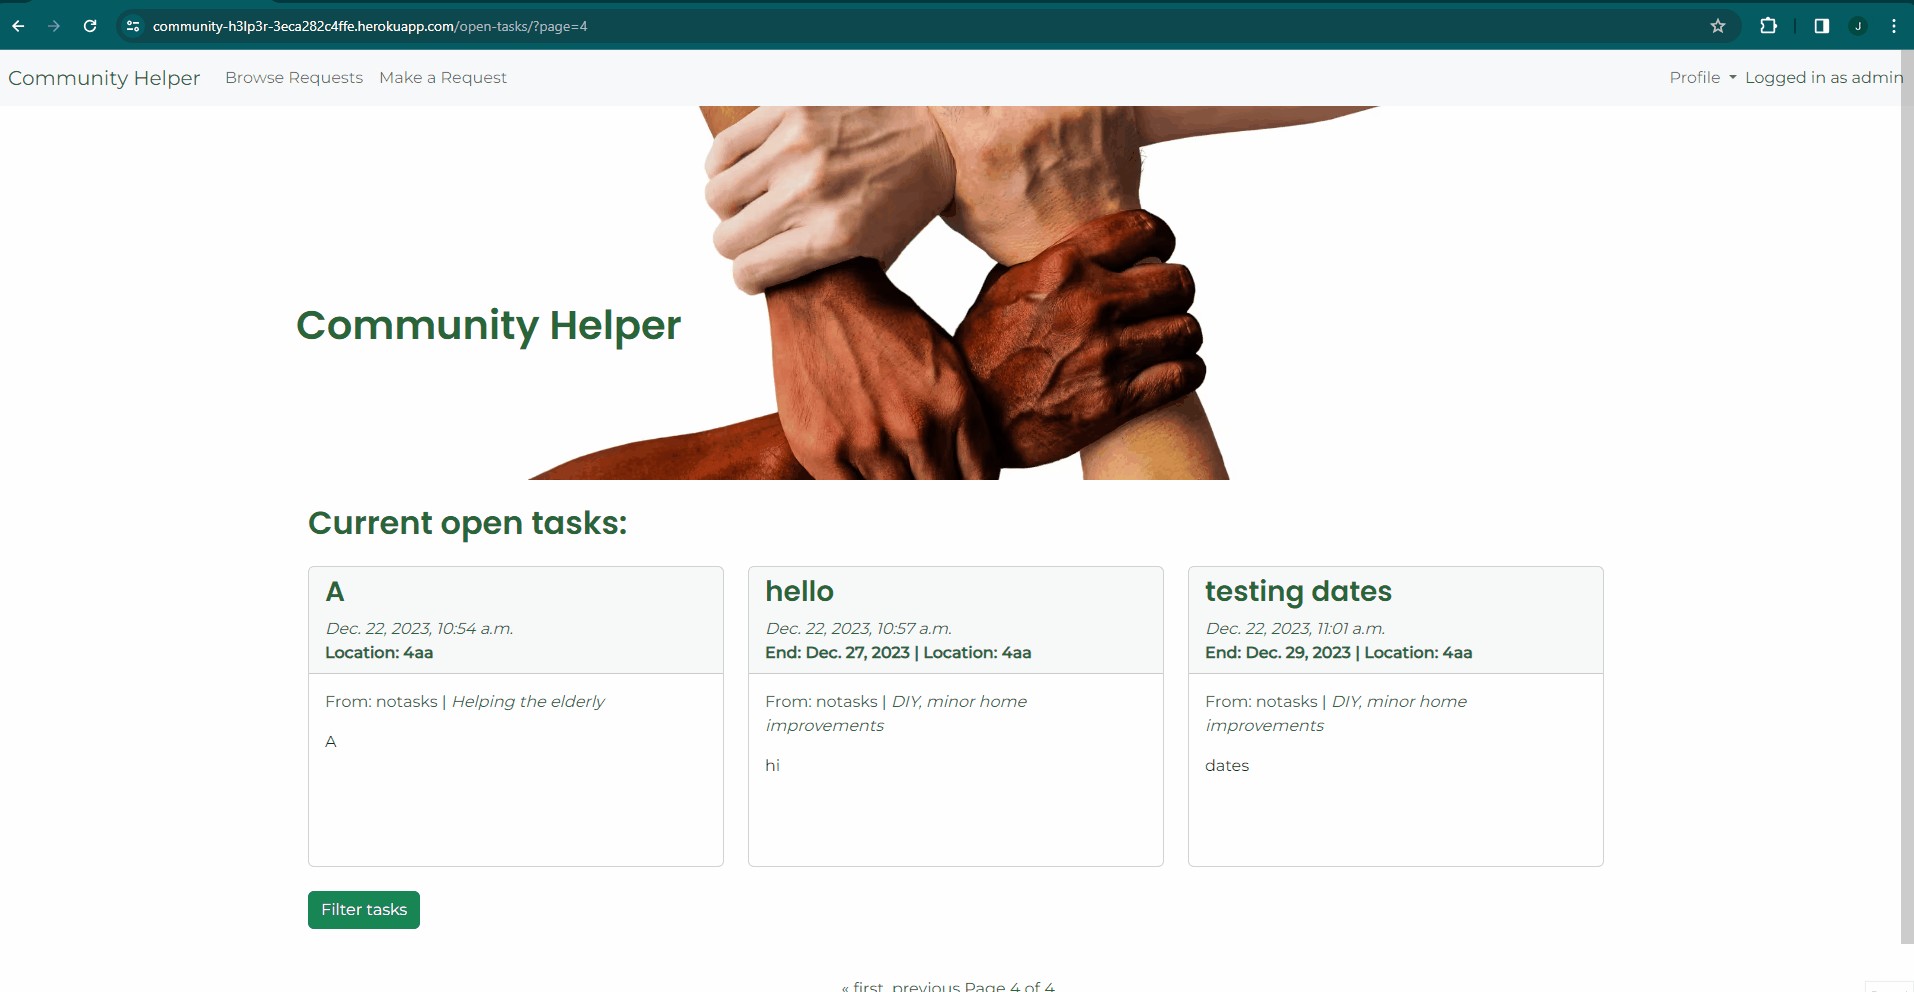 community-h3lp3r-3eca282c4ffe.herokuapp.com/open-tasks/?page=4
J
Community Helper Browse Requests Make a Request Profile Logged in as admin
Community Helper
Current open tasks:
A
Dec. 22, 2023, 10:54 a.m.
Location: 4aa
From: notasks | Helping the elderly
A
hello
Dec. 22, 2023, 10:57 a.m.
End: Dec. 27, 2023 | Location: 4aa
From: notasks | DIY, minor home
improvements
hi
testing dates
Dec. 22, 2023, 11:01 a.m.
End: Dec. 29, 2023 | Location: 4aa
From: notasks | DIY, minor home
improvements
dates
Filter tasks
« first previous Page 4 of 4